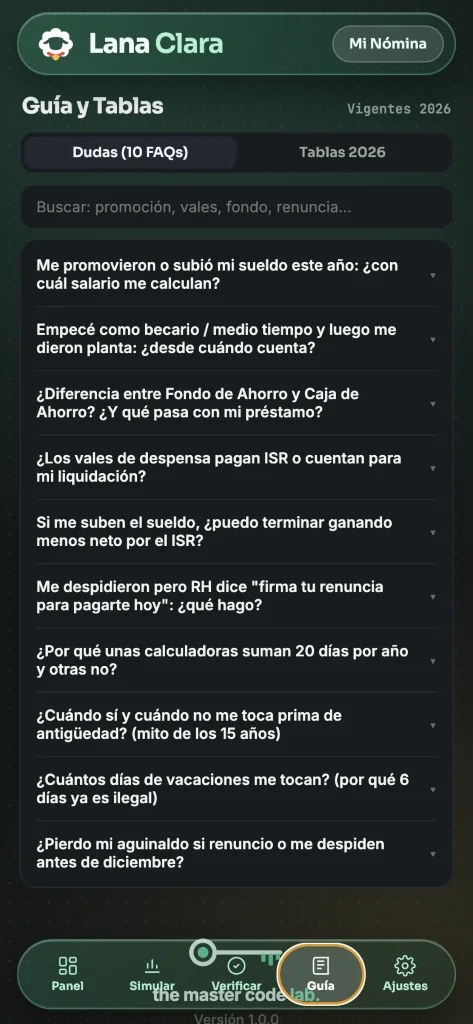 Lana Clara
Mi Nómina
Guía y Tablas
Vigentes 2026
Dudas (10 FAQs)
Tablas 2026
Buscar: promoción, vales, fondo, renuncia...
Me promovieron o subió mi sueldo este año: ¿con
cuál salario me calculan?
Empecé como becario / medio tiempo y luego me
dieron planta: ¿desde cuándo cuenta?
¿Diferencia entre Fondo de Ahorro y Caja de
Ahorro? ¿Y qué pasa con mi préstamo?
¿Los vales de despensa pagan ISR o cuentan para
mi liquidación?
Si me suben el sueldo, ¿puedo terminar ganando
menos neto por el ISR?
Me despidieron pero RH dice "firma tu renuncia
para pagarte hoy": ¿qué hago?
¿Por qué unas calculadoras suman 20 días por año
y otras no?
¿Cuándo sí y cuándo no me toca prima de
antigüedad? (mito de los 15 años)
¿Cuántos días de vacaciones me tocan? (por qué 6
días ya es ilegal)
¿Pierdo mi aguinaldo si renuncio o me despiden
antes de diciembre?
Panel
Simular
Verificar
Guía
Ajustes
the master code lab.
Versión 1.0.0